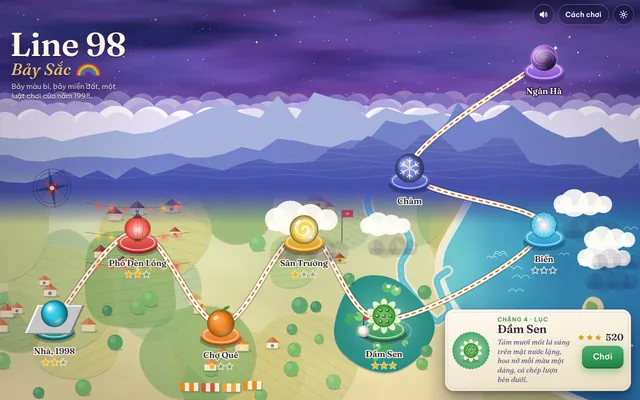 Line 98
Bảy Sắc
Bảy màu bi, bảy miền đất, một
luật chơi của năm 1998.
Cách chơi
Ngân Hà
Chàm
Phố Đèn Lồng
Sân Trường
Biển
Nhà, 1998
Chợ Quê
Đầm Sen
CHẶNG 4 · LỤC
Đầm Sen
520
Tám mươi mốt lá súng
trên mặt nước lặng,
hoa nở mỗi màu một
dáng, cá chép lượn
bên dưới.
Chơi